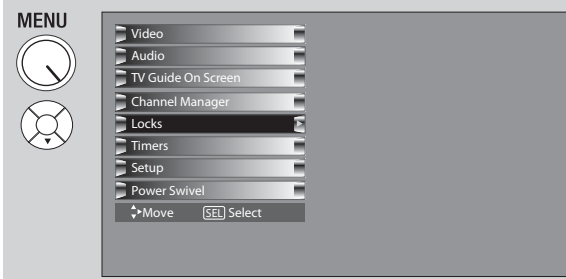 MENU
Video
Audio
TV Guide On Screen
Channel Manager
Locks
Timers
Setup
Power Swivel
Move SEL Select